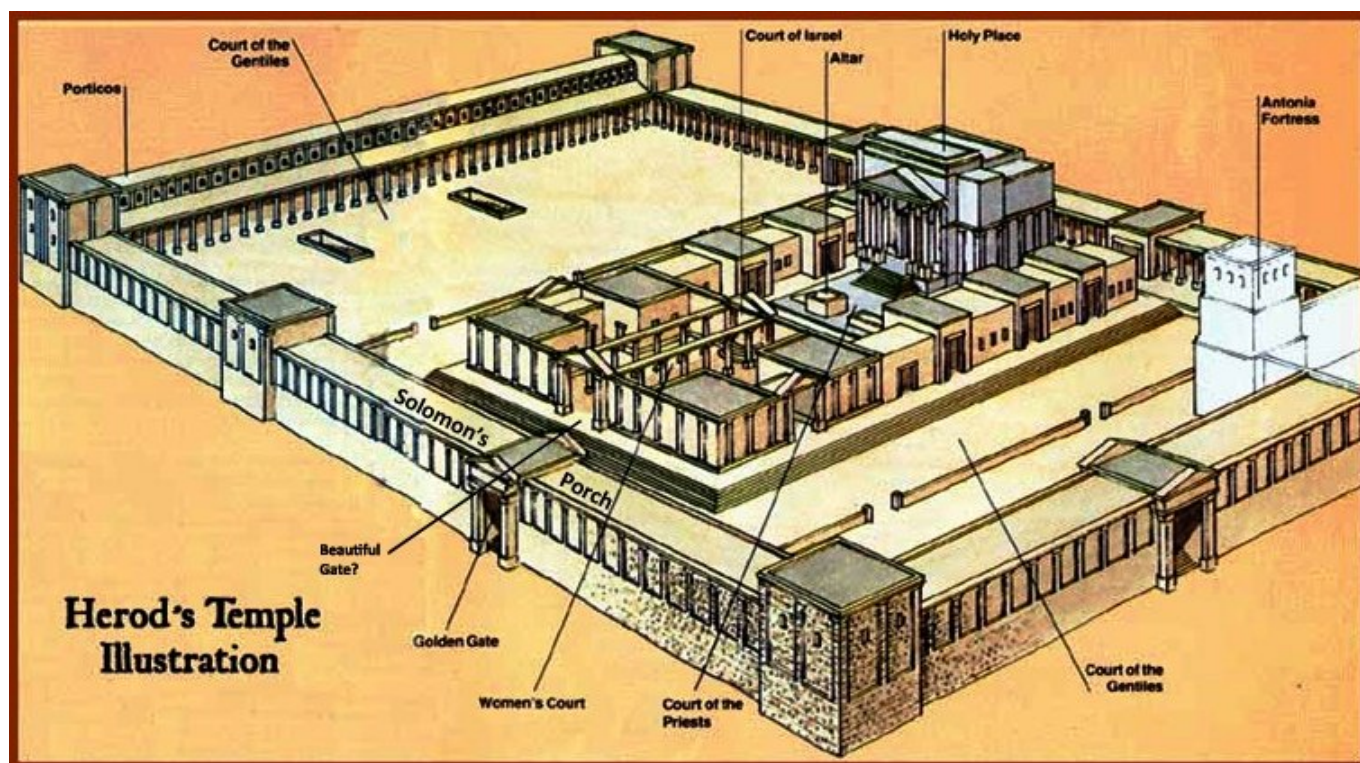 Court of the
Gentiles
Court of Israel
Holy Place
Altar
Porticos
Antonia
Fortress
Solomon's
Porch
Beautiful
Gate?
Herod's Temple
Illustration
Golden Gate
Women's Court
Court of the
Priests
Court of the
Gentiles